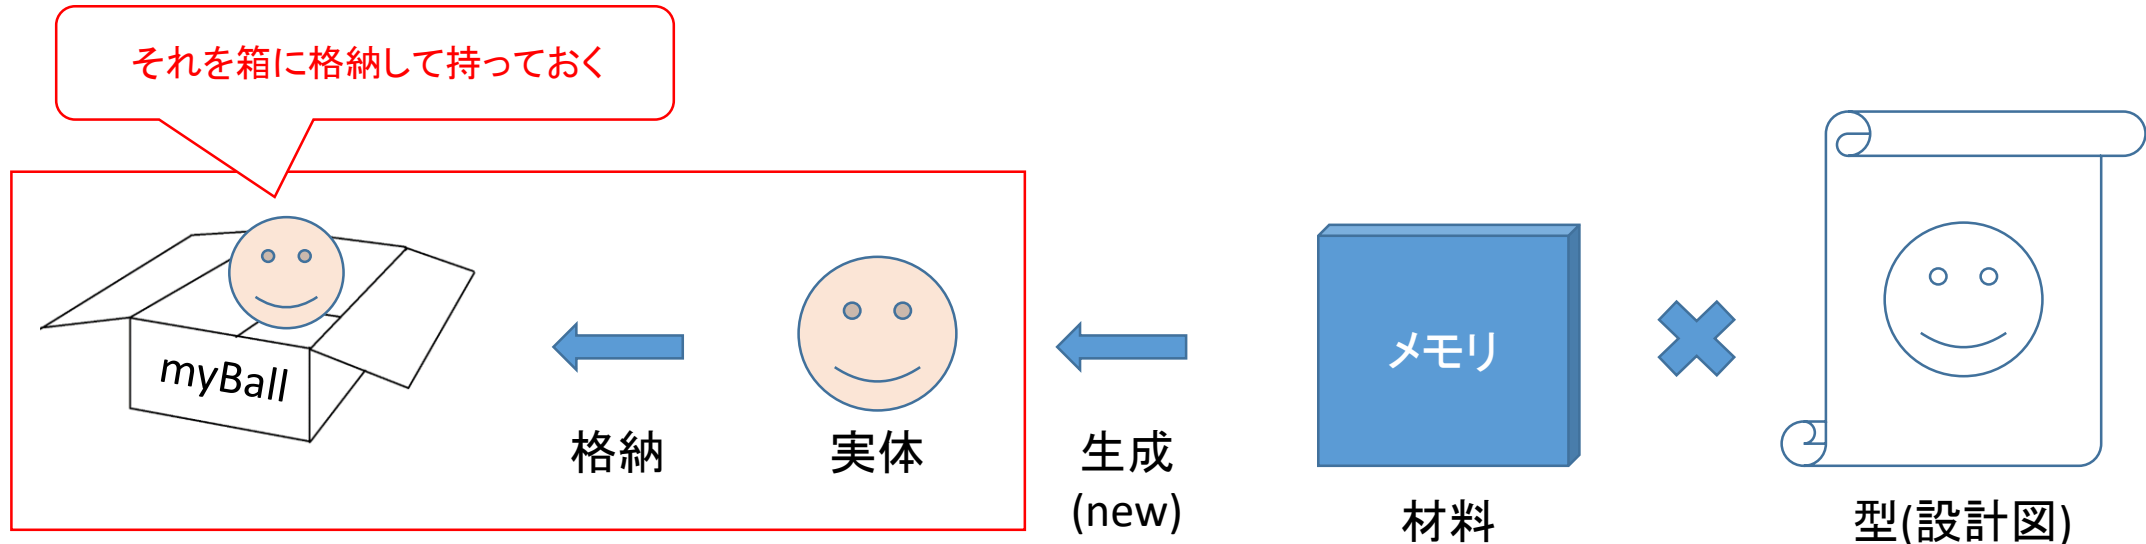 それを箱に格納して持っておく
myBall
格納
実体
生成
(new)
メモリ
材料
型(設計図)